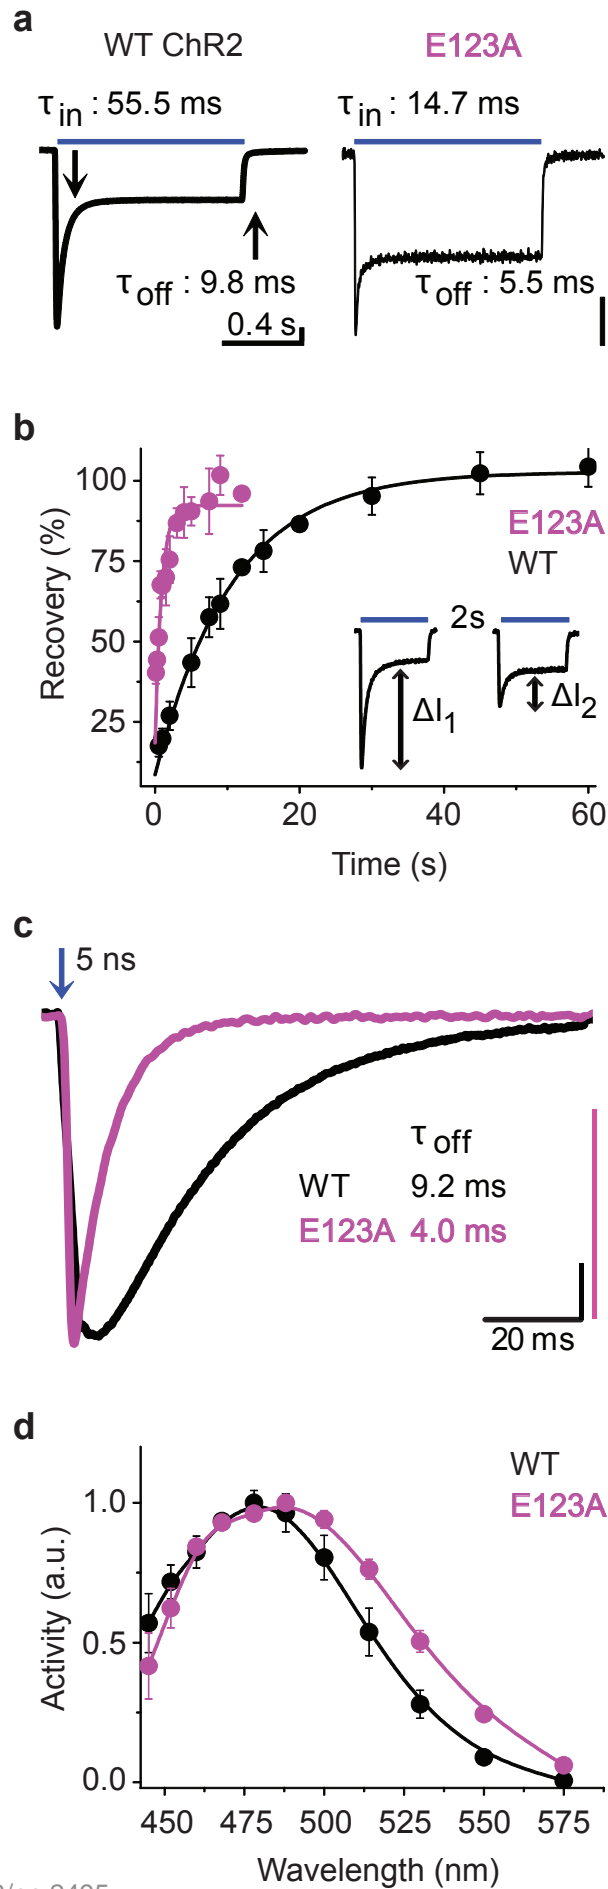 a
WT ChR2 E123A
τin : 55.5 ms τin : 14.7 ms
τoff : 9.8 ms τoff : 5.5 ms
0.4 s
b
100
75
50
25
Recovery (%)
E123A
WT
2s
ΔI1 ΔI2
0 20 40 60
Time (s)
c
5 ns
τoff
WT 9.2 ms
E123A 4.0 ms
20 ms
d
WT
E123A
1.0
0.5
0.0
Activity (a.u.)
450 475 500 525 550 575
Wavelength (nm)